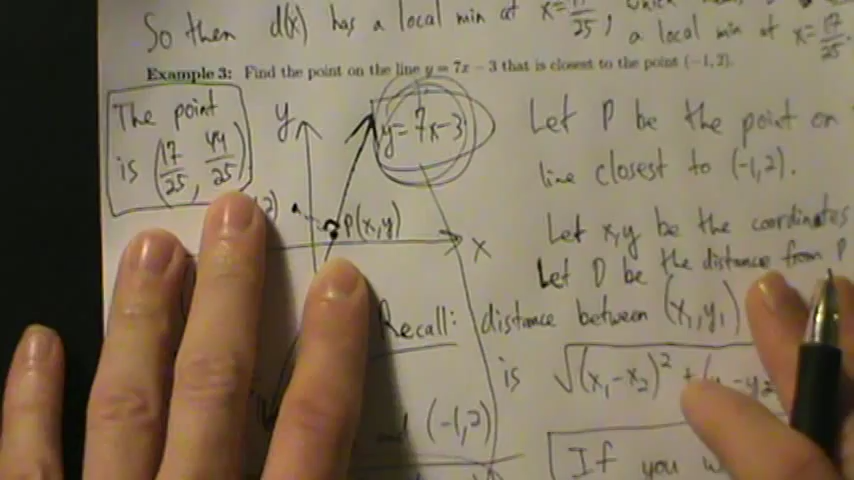 So then d(x) has a local min at x=17/25,
a local min at x=17/25.
Example 3: Find the point on the line y = 7x − 3 that is closest to the point (−1, 2).
The point
is (17/25, 44/25)
y
y=7x-3
2)
P(x,y)
x
Let P be the point on
line closest to (-1,2).
Let x,y be the coordinates
Let D be the distance from P
Recall: distance between (x₁,y₁)
is √(x₁-x₂)² +
(-1,2)
If you